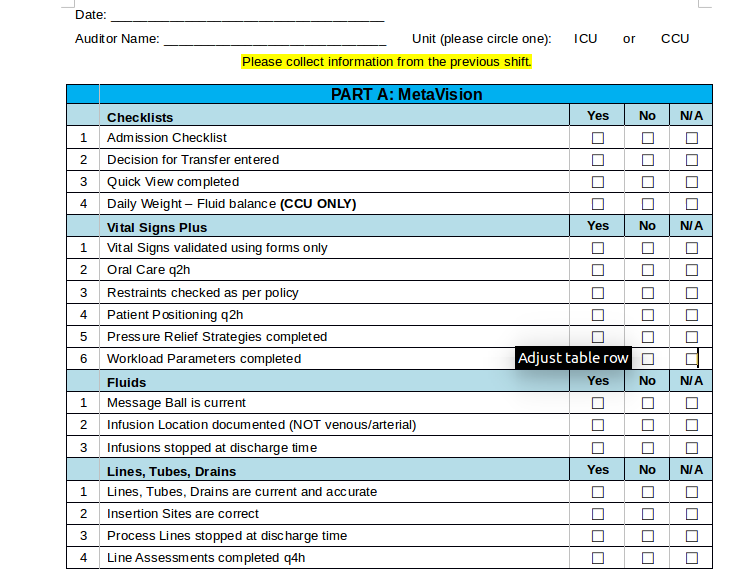 Date: ______________________________________
Auditor Name: _______________________________ Unit (please circle one): ICU or CCU
Please collect information from the previous shift.
PART A: MetaVision
Checklists Yes No N/A
1 Admission Checklist ☐ ☐ ☐
2 Decision for Transfer entered ☐ ☐ ☐
3 Quick View completed ☐ ☐ ☐
4 Daily Weight – Fluid balance (CCU ONLY) ☐ ☐ ☐
Vital Signs Plus Yes No N/A
1 Vital Signs validated using forms only ☐ ☐ ☐
2 Oral Care q2h ☐ ☐ ☐
3 Restraints checked as per policy ☐ ☐ ☐
4 Patient Positioning q2h ☐ ☐ ☐
5 Pressure Relief Strategies completed ☐ ☐ ☐
6 Workload Parameters completed Adjust table row ☐ ☐
Fluids Yes No N/A
1 Message Ball is current ☐ ☐ ☐
2 Infusion Location documented (NOT venous/arterial) ☐ ☐ ☐
3 Infusions stopped at discharge time ☐ ☐ ☐
Lines, Tubes, Drains Yes No N/A
1 Lines, Tubes, Drains are current and accurate ☐ ☐ ☐
2 Insertion Sites are correct ☐ ☐ ☐
3 Process Lines stopped at discharge time ☐ ☐ ☐
4 Line Assessments completed q4h ☐ ☐ ☐